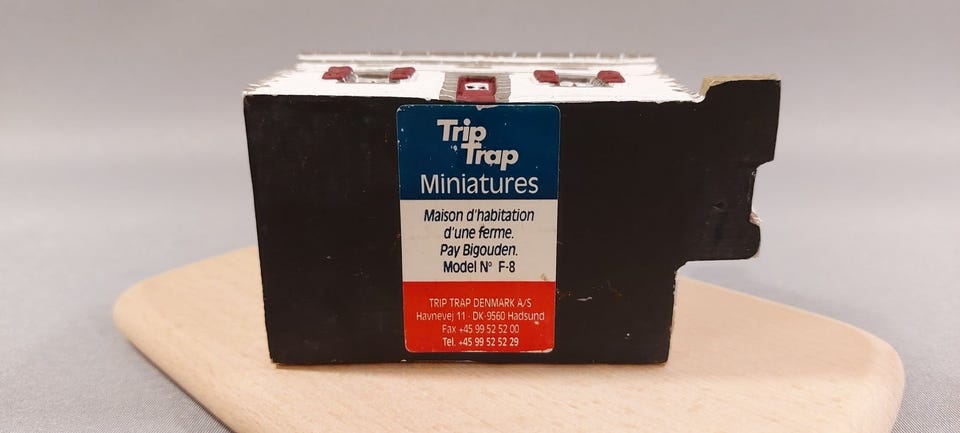 Trip
Trap
Miniatures
Maison d'habitation
d'une ferme.
Pay Bigouden.
Model Nº F-8
TRIP TRAP DENMARK A/S
Havnevej 11 - DK-9560 Hadsund
Fax +45 99 52 52 00
Tel. +45 99 52 52 29